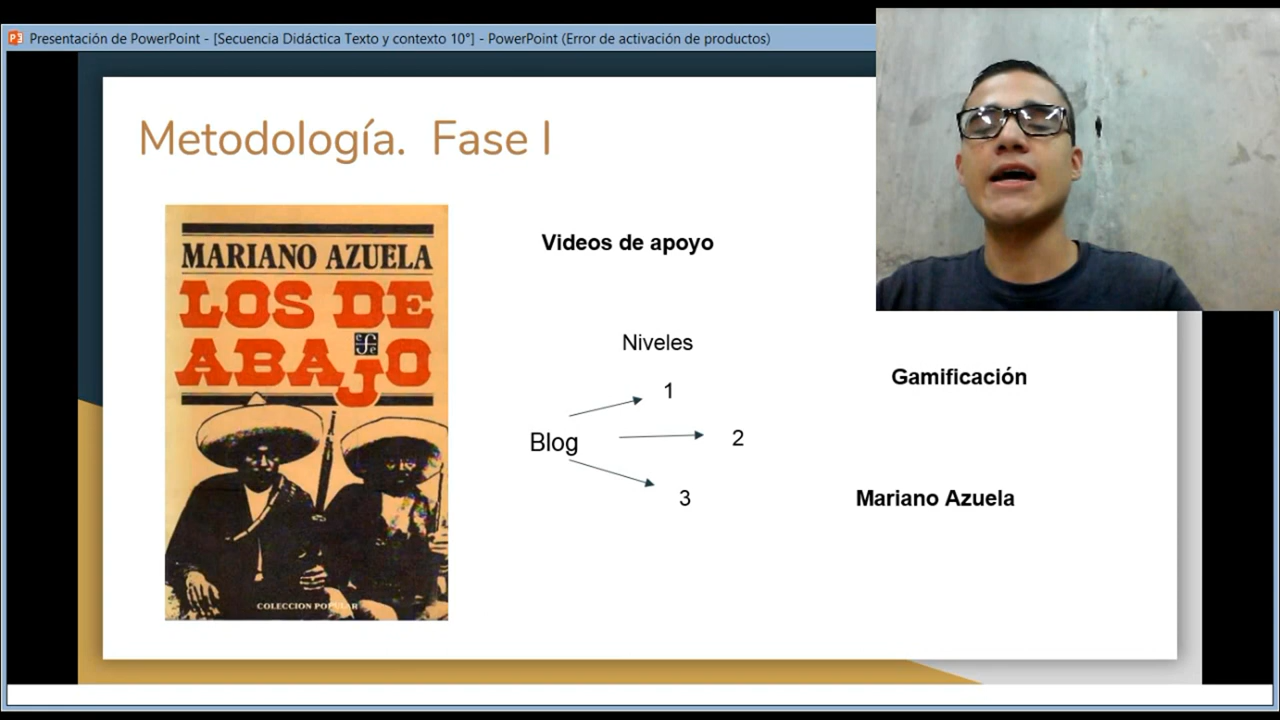 Presentación de PowerPoint - [Secuencia Didáctica Texto y contexto 10°] - PowerPoint (Error de activación de productos)
Metodología. Fase I
MARIANO AZUELA
LOS DE
ABAJO
cfe
COLECCION POPULAR
Videos de apoyo
Niveles
1
Blog
2
3
Gamificación
Mariano Azuela